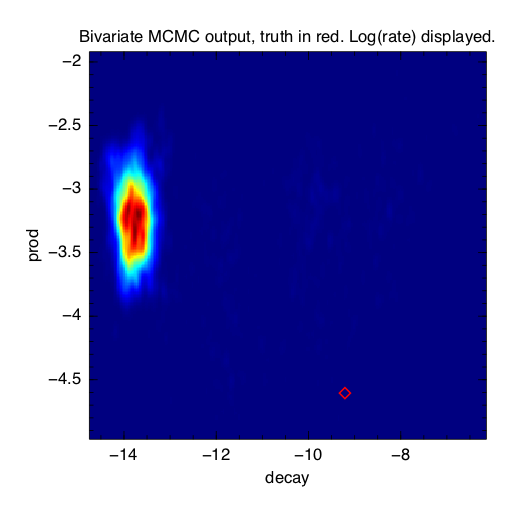 Bivariate MCMC output, truth in red. Log(rate) displayed.
−2
−2.5
−3
−3.5
−4
−4.5
prod
−14 −12 −10 −8
decay